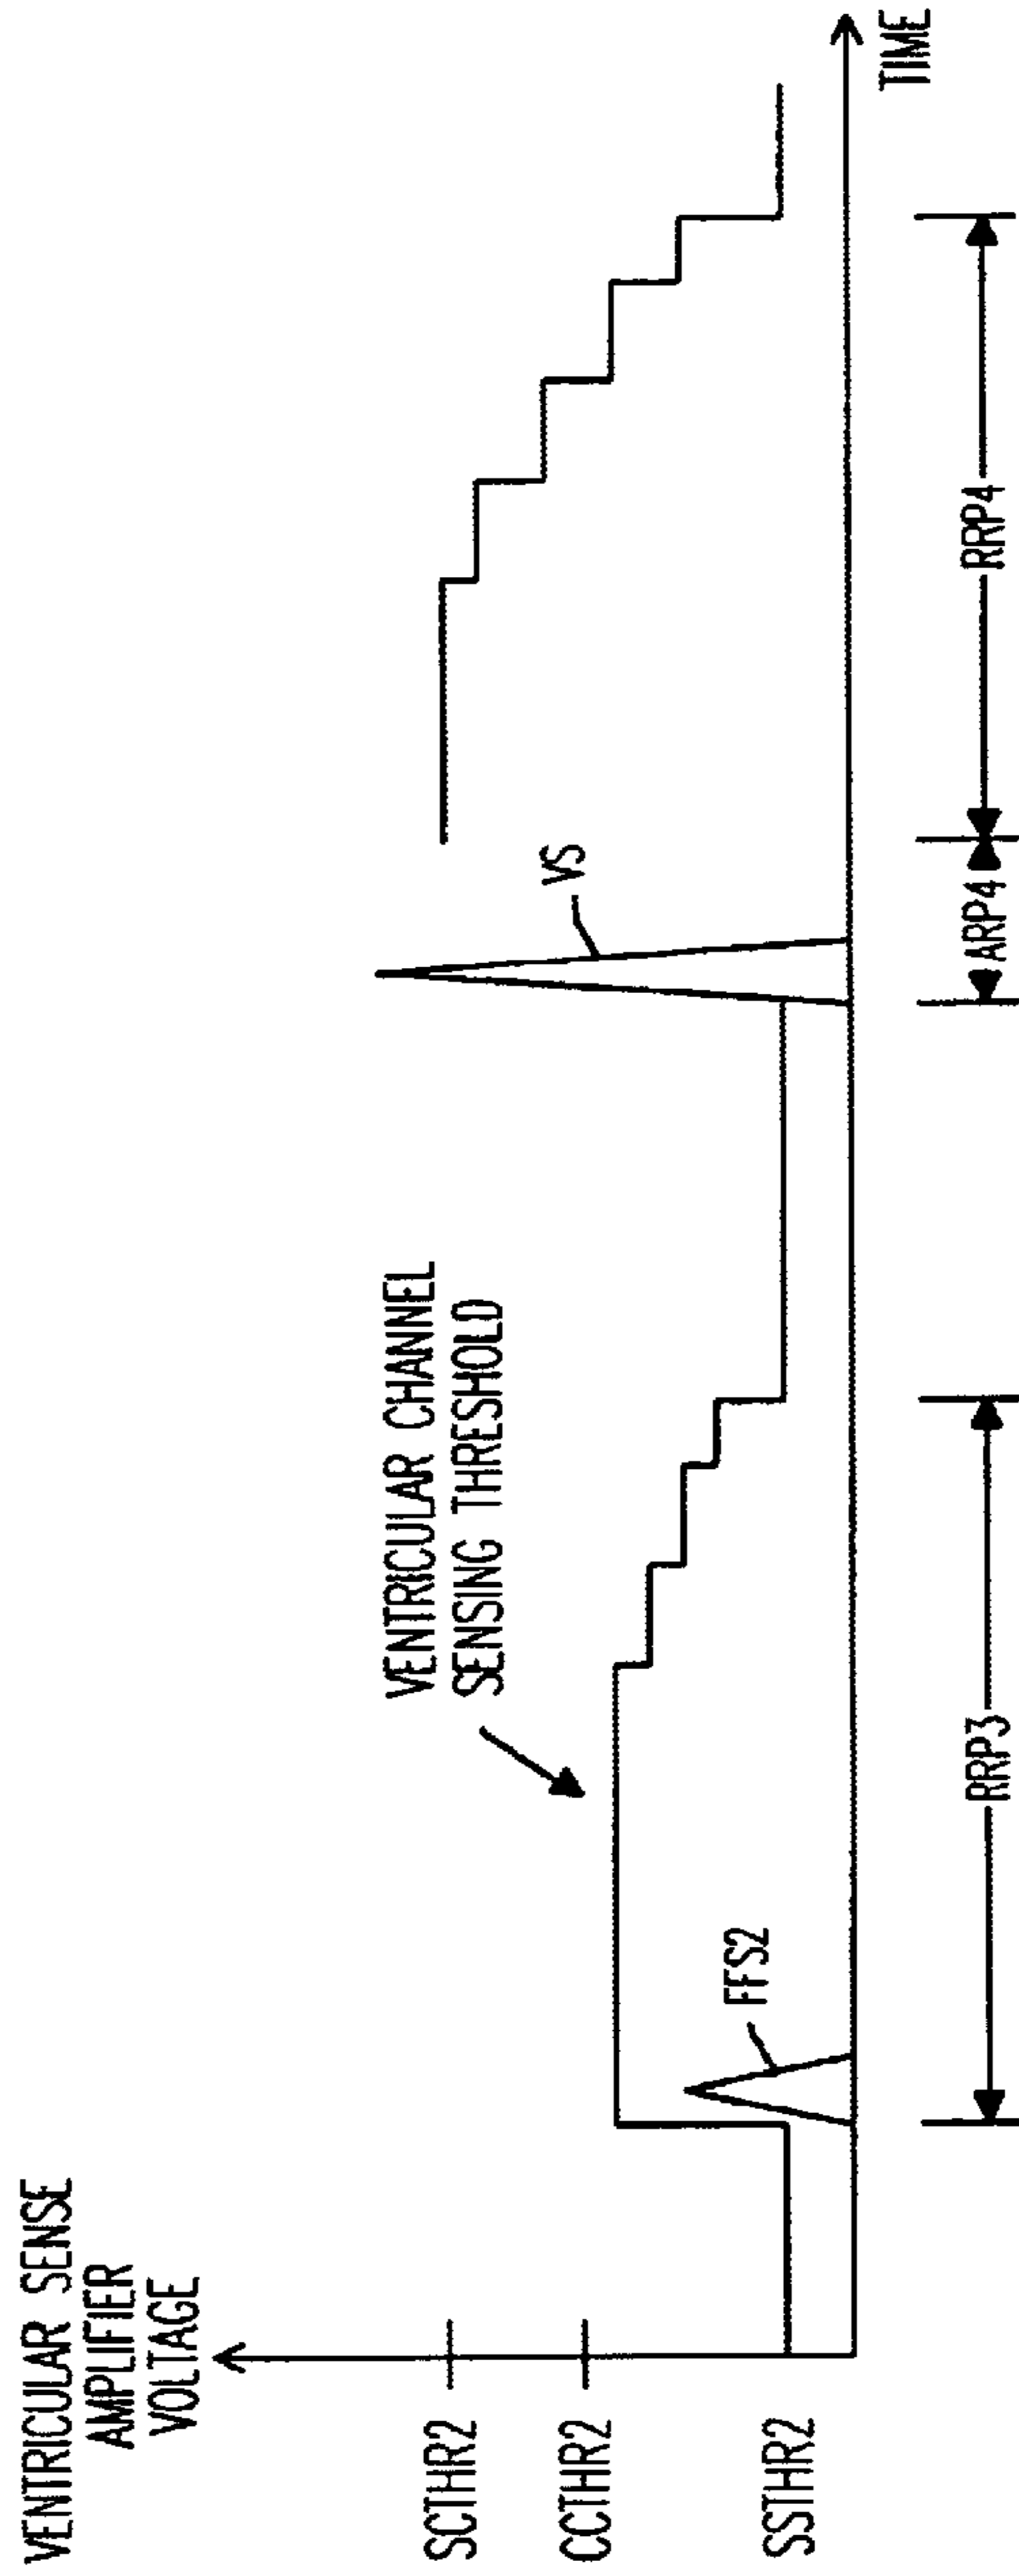 VENTRICULAR SENSE
AMPLIFIER
VOLTAGE
SCTHR2
CCTHR2
SSTHR2
VENTRICULAR CHANNEL
SENSING THRESHOLD
FFS2
VS
TIME
RRP3
ARP4
RRP4